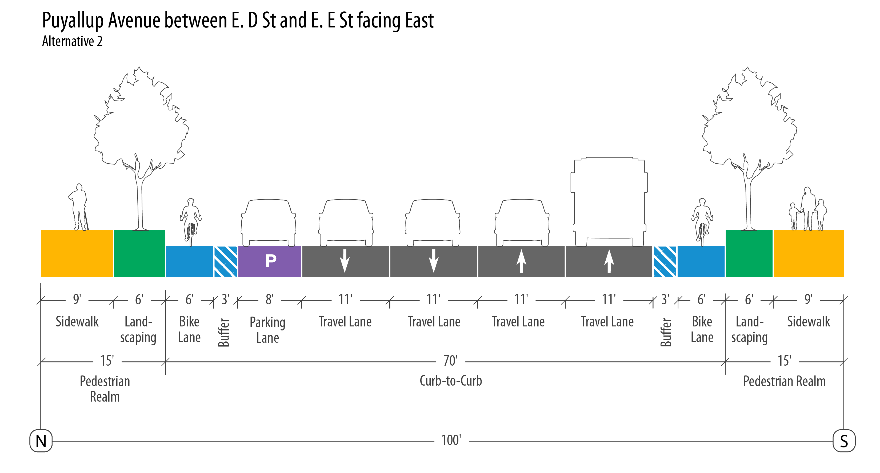 Puyallup Avenue between E. D St and E. E St facing East
Alternative 2
P
9' 6' 6' 3' 8' 11' 11' 11' 11' 3' 6' 6' 9'
Sidewalk Land-scaping Bike Lane Buffer Parking Lane Travel Lane Travel Lane Travel Lane Travel Lane Buffer Bike Lane Land-scaping Sidewalk
15' 70' 15'
Pedestrian Realm Curb-to-Curb Pedestrian Realm
N 100' S